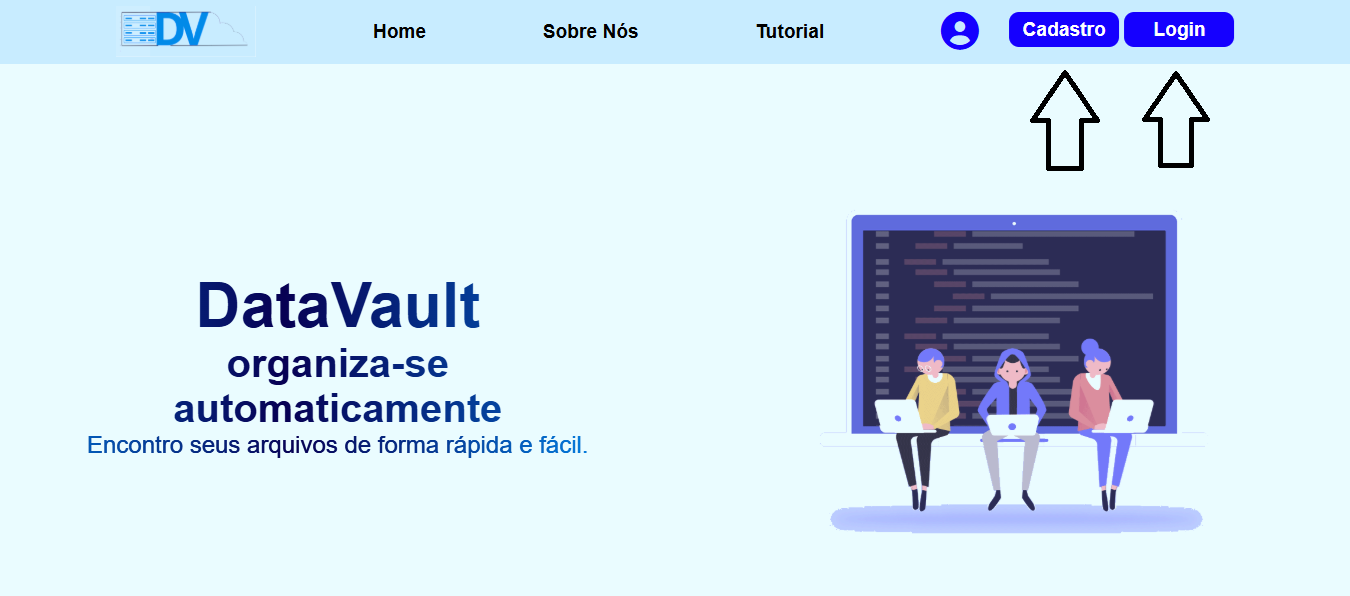 DV
Home
Sobre Nós
Tutorial
Cadastro
Login
DataVault
organiza-se
automaticamente
Encontro seus arquivos de forma rápida e fácil.